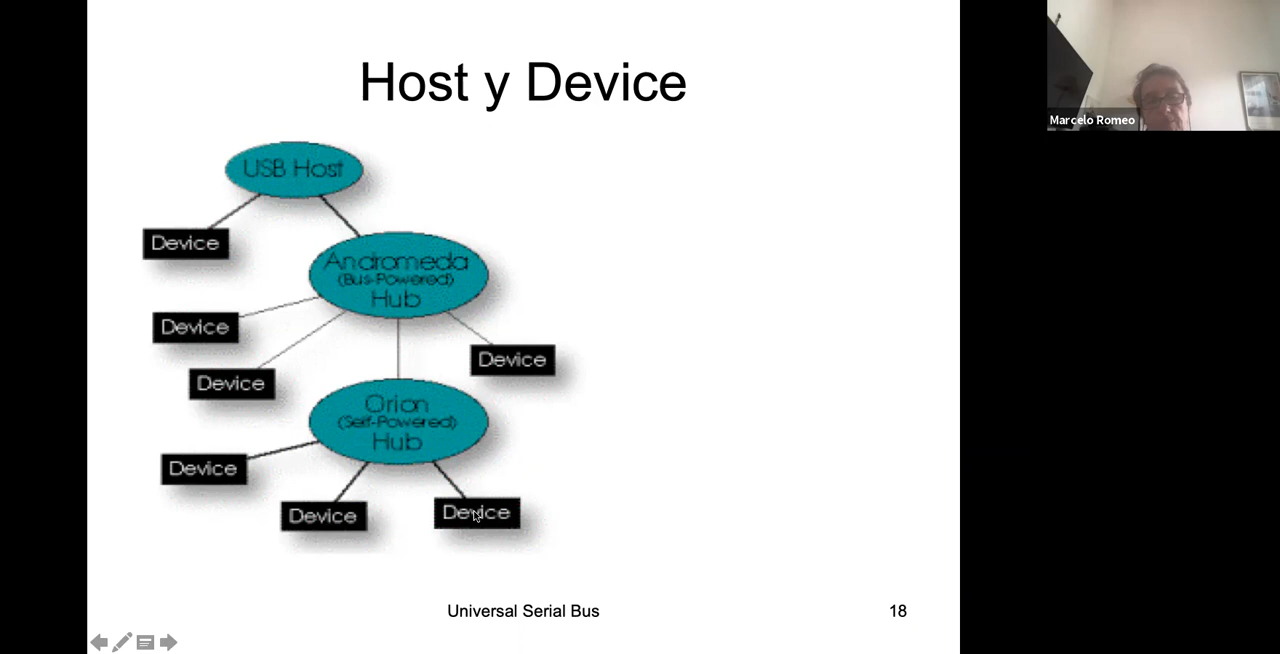 Host y Device
Marcelo Romeo
USB Host
Device
Andromeda
(Bus-Powered)
Hub
Device
Device
Device
Orion
(Self-Powered)
Hub
Device
Device
Device
Universal Serial Bus
18